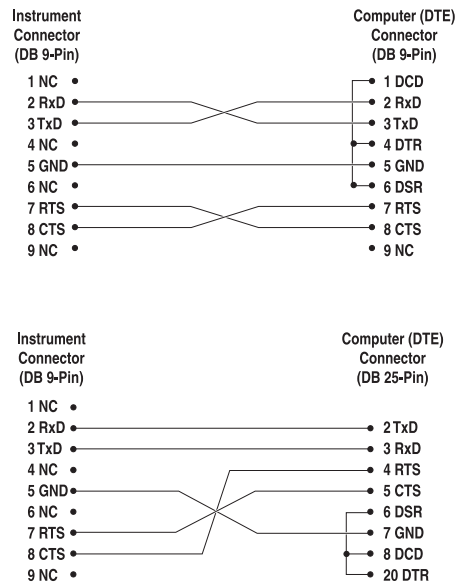 Instrument
Connector
(DB 9-Pin)
Computer (DTE)
Connector
(DB 9-Pin)
1 NC
1 DCD
2 RxD
2 RxD
3 TxD
3 TxD
4 NC
4 DTR
5 GND
5 GND
6 NC
6 DSR
7 RTS
7 RTS
8 CTS
8 CTS
9 NC
9 NC
Instrument
Connector
(DB 9-Pin)
Computer (DTE)
Connector
(DB 25-Pin)
1 NC
2 RxD
2 TxD
3 TxD
3 RxD
4 NC
4 RTS
5 GND
5 CTS
6 NC
6 DSR
7 RTS
7 GND
8 CTS
8 DCD
9 NC
20 DTR